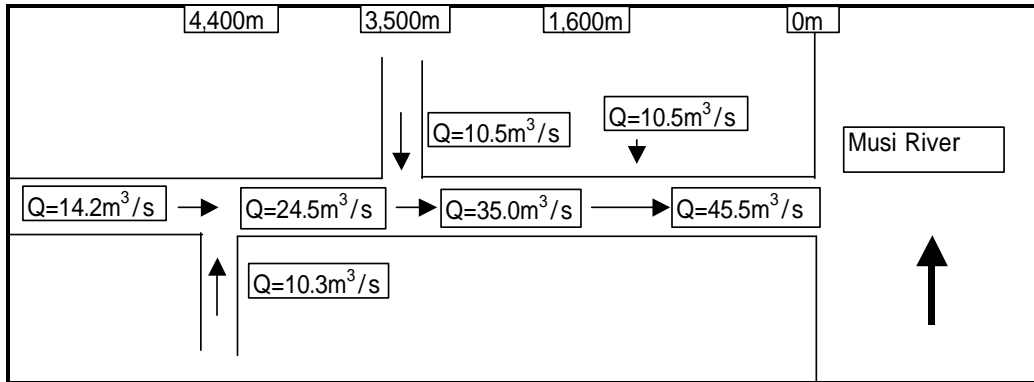 4,400m
3,500m
1,600m
0m
Q=10.5m³/s
Q=10.5m³/s
Musi River
Q=14.2m³/s
Q=24.5m³/s
Q=35.0m³/s
Q=45.5m³/s
Q=10.3m³/s